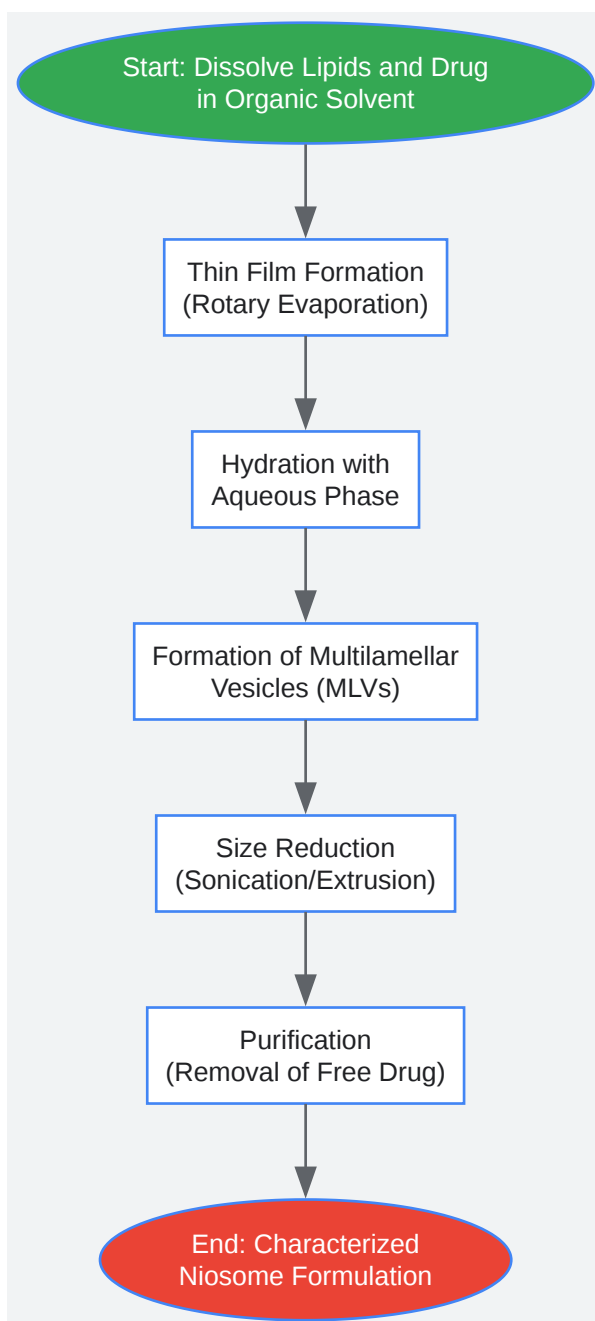 Start: Dissolve Lipids and Drug
in Organic Solvent
Thin Film Formation
(Rotary Evaporation)
Hydration with
Aqueous Phase
Formation of Multilamellar
Vesicles (MLVs)
Size Reduction
(Sonication/Extrusion)
Purification
(Removal of Free Drug)
End: Characterized
Niosome Formulation